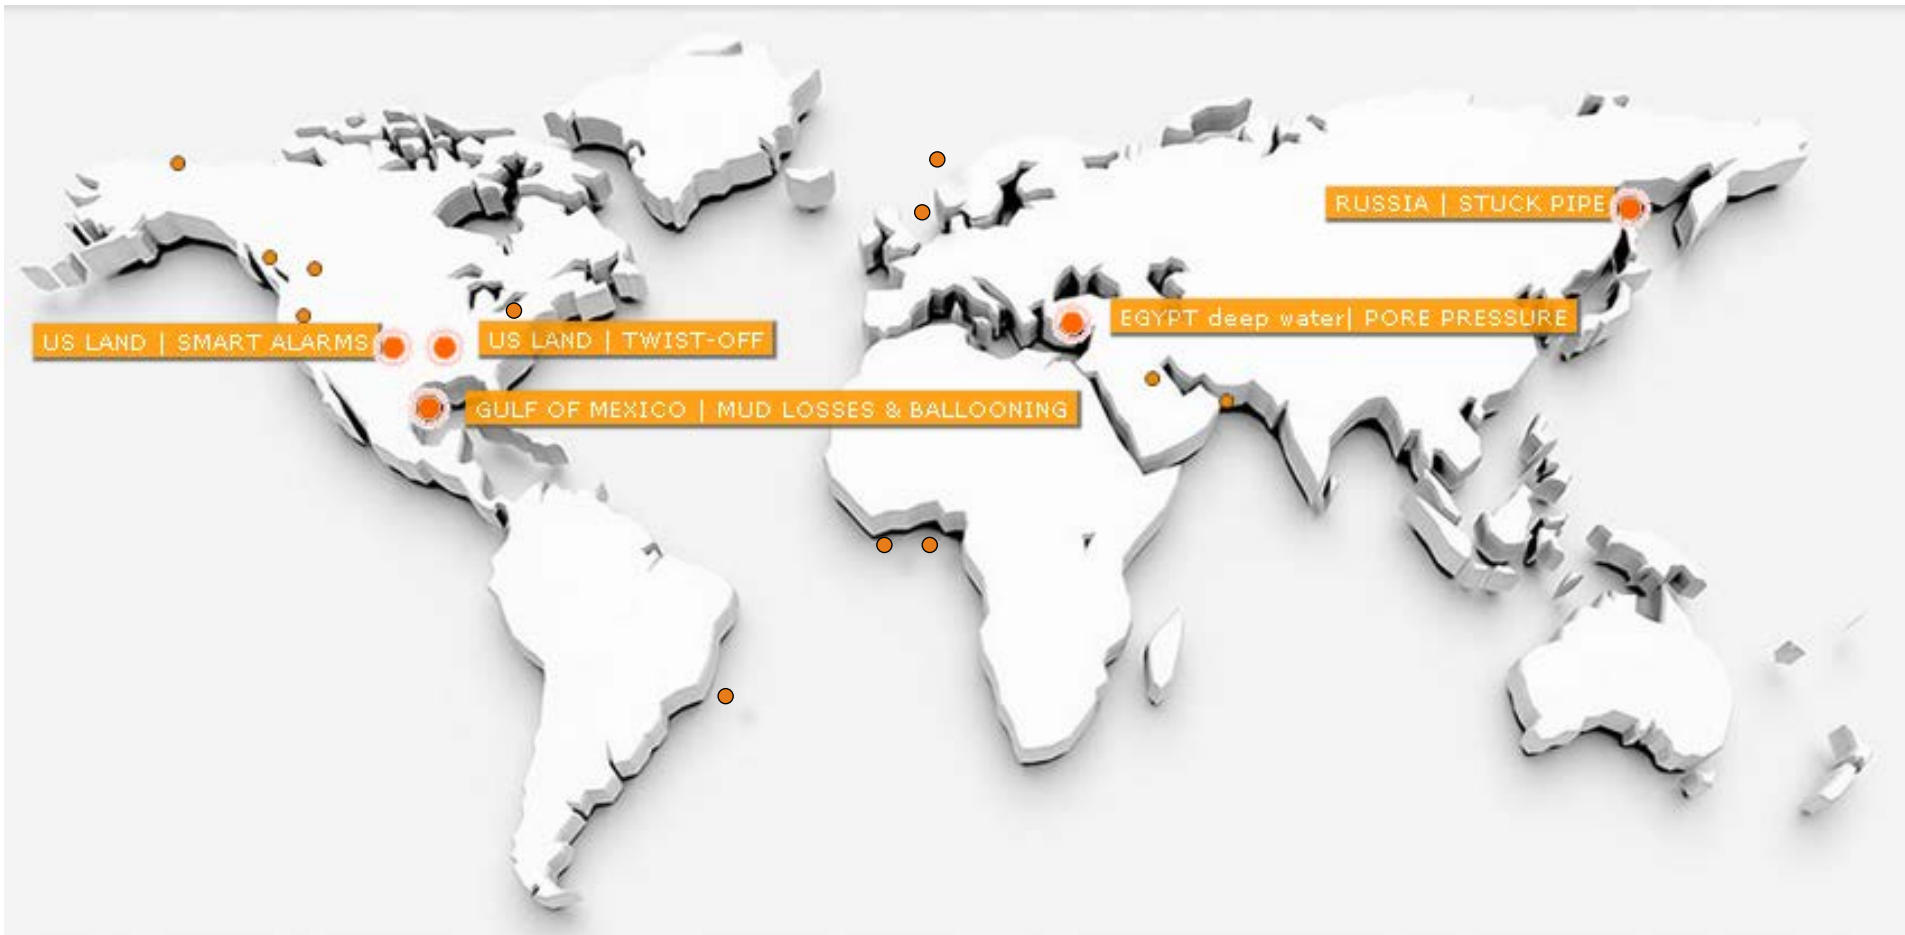 RUSSIA | STUCK PIPE
EGYPT deep water| PORE PRESSURE
US LAND | SMART ALARMS
US LAND | TWIST-OFF
GULF OF MEXICO | MUD LOSSES & BALLOONING